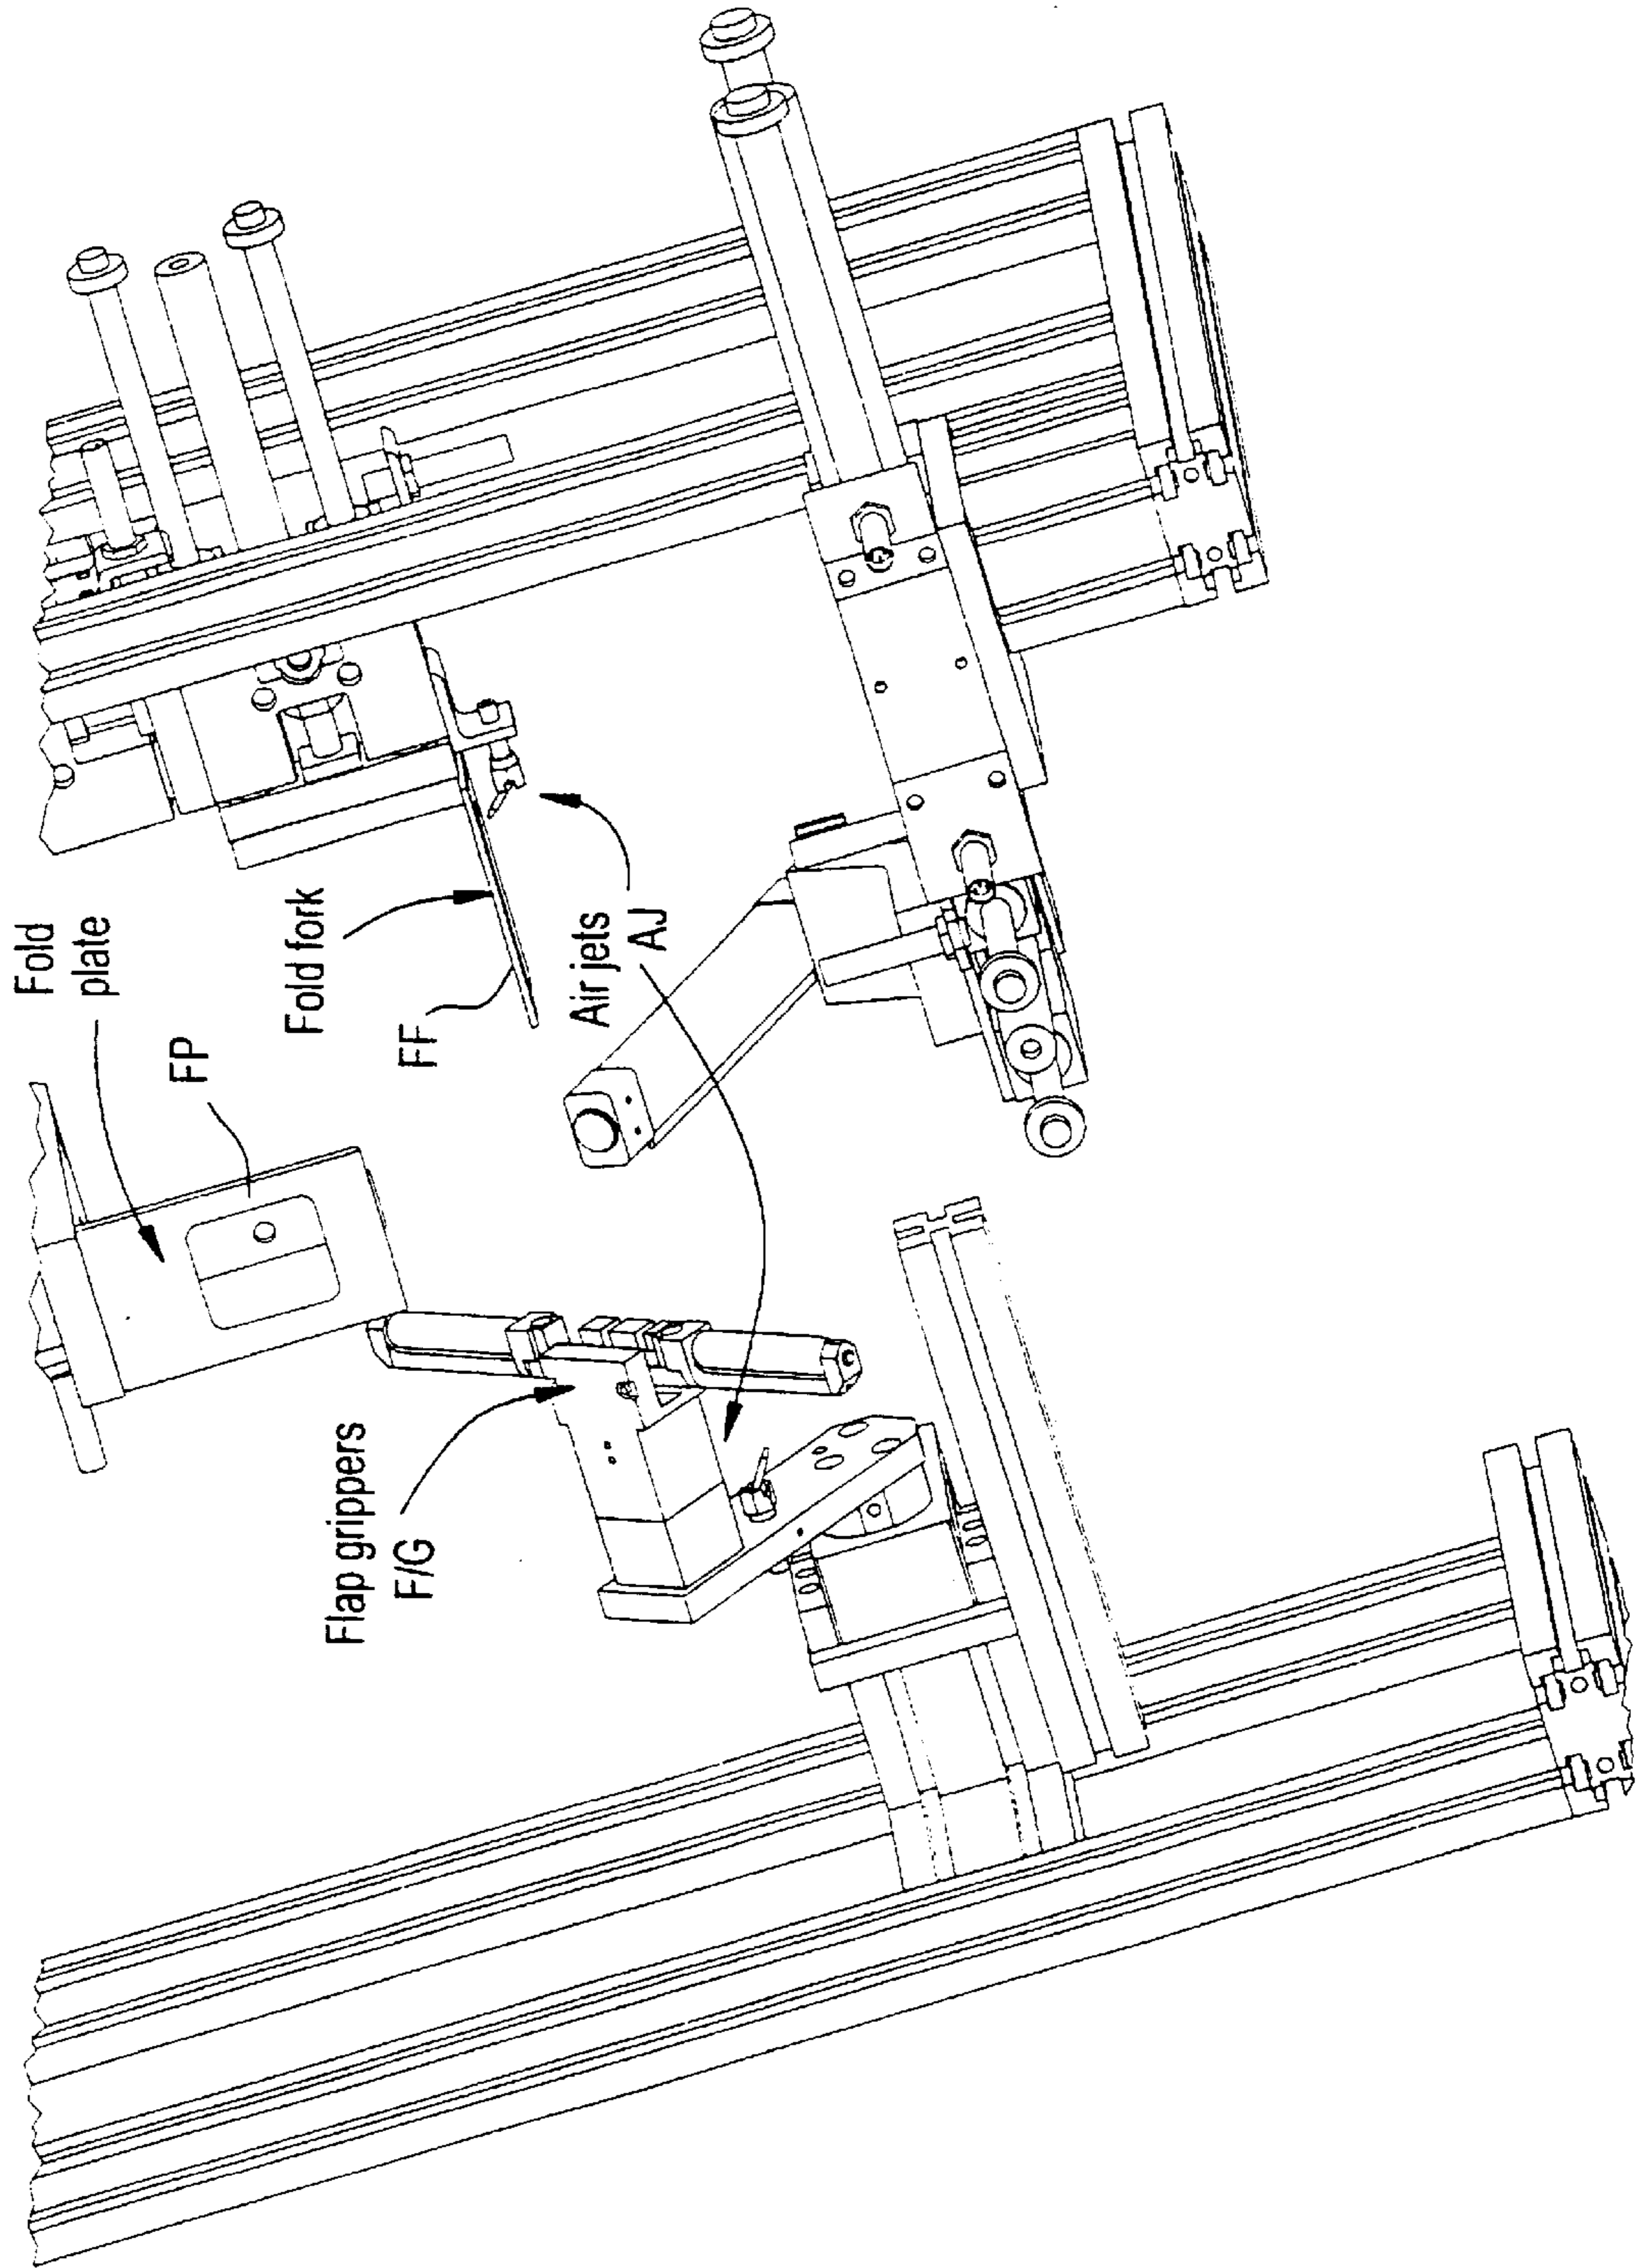 Fold
plate
FP
Fold fork
FF
Air jets
AJ
Flap grippers
F/G